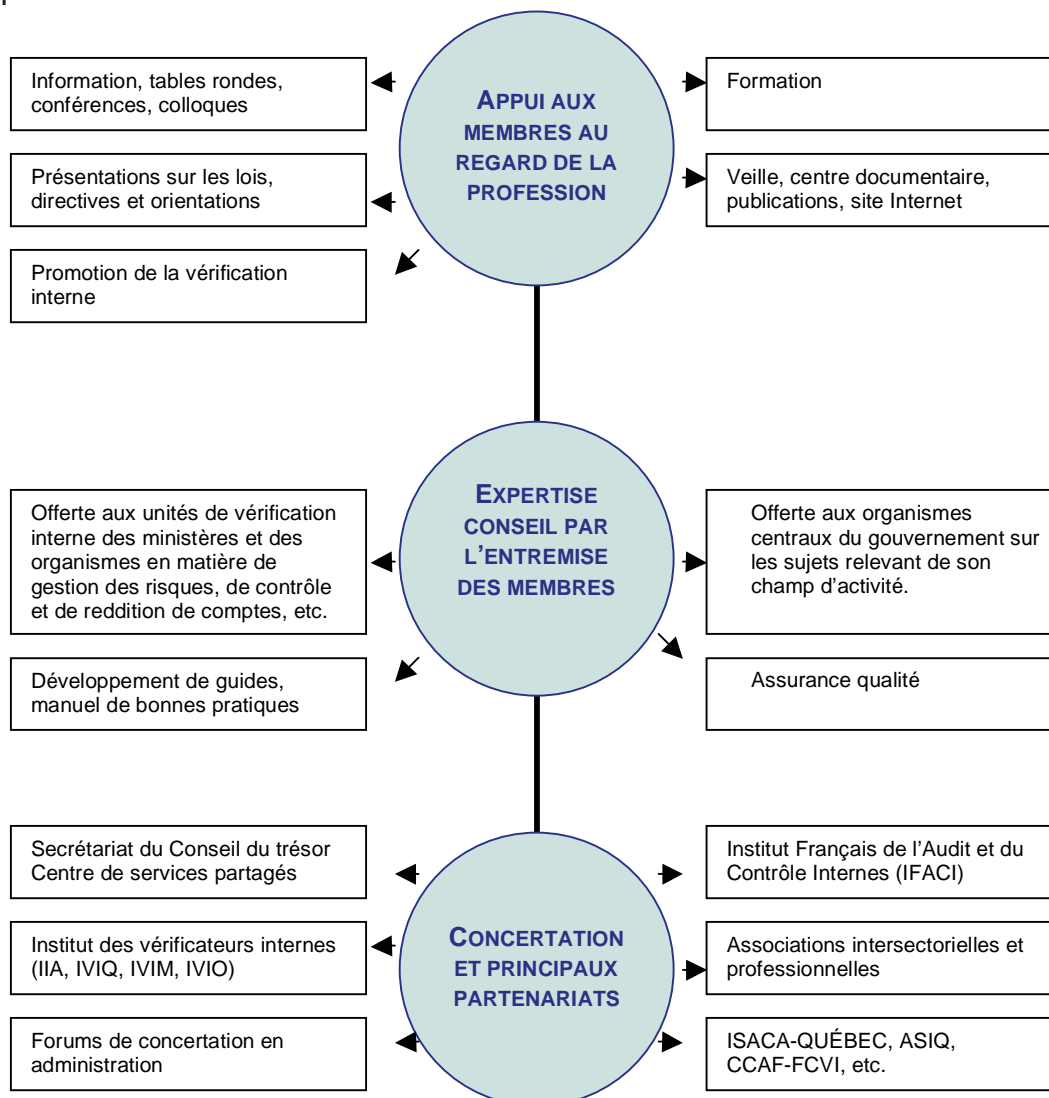 Information, tables rondes,
conférences, colloques
Présentations sur les lois,
directives et orientations
Promotion de la vérification
interne
APPUI AUX
MEMBRES AU
REGARD DE LA
PROFESSION
Formation
Veille, centre documentaire,
publications, site Internet
Offerte aux unités de vérification
interne des ministères et des
organismes en matière de
gestion des risques, de contrôle
et de reddition de comptes, etc.
Développement de guides,
manuel de bonnes pratiques
EXPERTISE
CONSEIL PAR
L'ENTREMISE
DES MEMBRES
Offerte aux organismes
centraux du gouvernement sur
les sujets relevant de son
champ d'activité.
Assurance qualité
Secrétariat du Conseil du trésor
Centre de services partagés
Institut des vérificateurs internes
(IIA, IVIQ, IVIM, IVIO)
Forums de concertation en
administration
CONCERTATION
ET PRINCIPAUX
PARTENARIATS
Institut Français de l'Audit et du
Contrôle Internes (IFACI)
Associations intersectorielles et
professionnelles
ISACA-QUÉBEC, ASIQ,
CCAF-FCVI, etc.